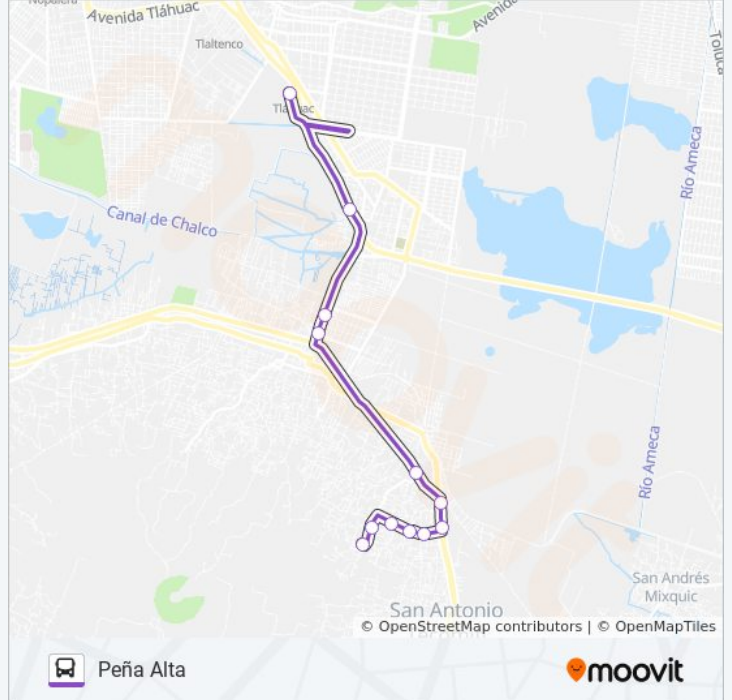 Nopalera
Avenida Tláhuac
Avenida
Toluca
Tlaltenco
Río Ameca
Canal de Chalco
Río Ameca
San Andrés
Mixquic
San Antonio
© OpenStreetMap contributors | © OpenMapTiles
Peña Alta
moovit